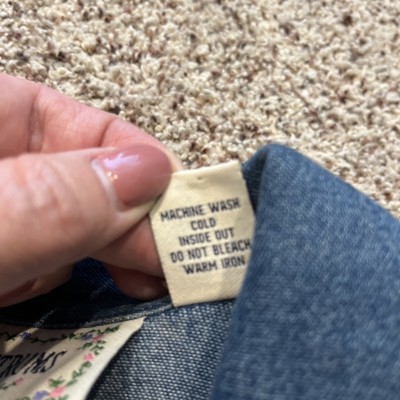 MACHINE WASH
COLD
INSIDE OUT
DO NOT BLEACH
WARM IRON